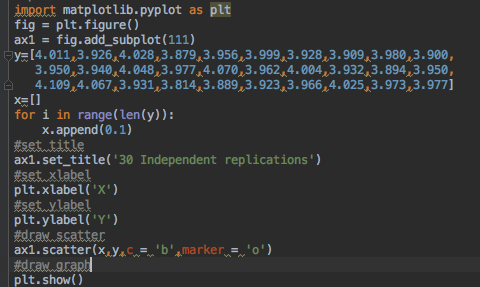 import matplotlib.pyplot as plt
fig = plt.figure()
ax1 = fig.add_subplot(111)
y=[4.011,3.926,4.028,3.879,3.956,3.999,3.928,3.909,3.980,3.900,
   3.950,3.940,4.048,3.977,4.070,3.962,4.004,3.932,3.894,3.950,
   4.109,4.067,3.931,3.814,3.889,3.923,3.966,4.025,3.973,3.977]
x=[]
for i in range(len(y)):
    x.append(0.1)
#set title
ax1.set_title('30 Independent replications')
#set xlabel
plt.xlabel('X')
#set ylabel
plt.ylabel('Y')
#draw scatter
ax1.scatter(x,y,c = 'b',marker = 'o')
#draw graph
plt.show()